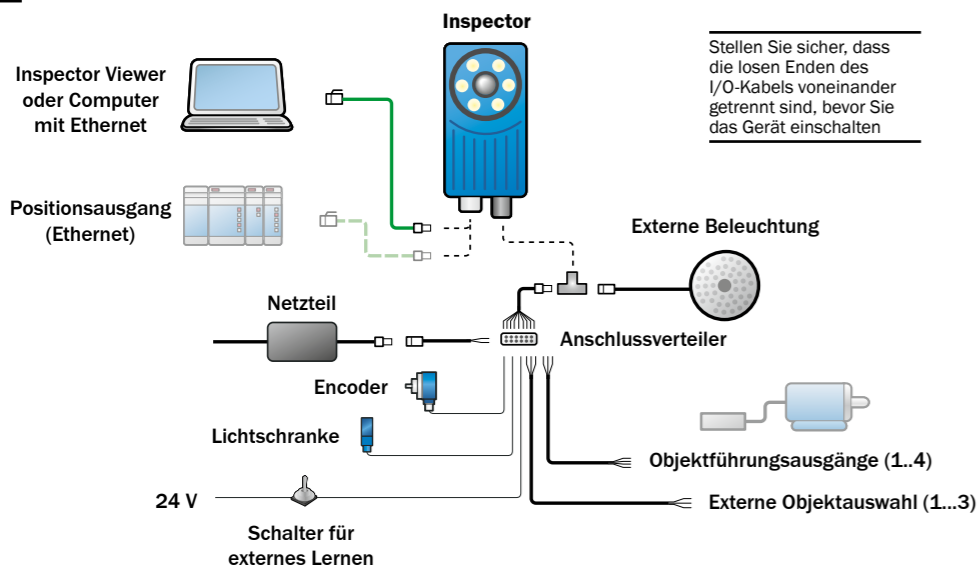 Inspector
Stellen Sie sicher, dass
die losen Enden des
I/O-Kabels voneinander
getrennt sind, bevor Sie
das Gerät einschalten
Inspector Viewer
oder Computer
mit Ethernet
Positionsausgang
(Ethernet)
Externe Beleuchtung
Netzteil
Anschlussverteiler
Encoder
Lichtschranke
Objektführungsausgänge (1..4)
24 V
Externe Objektauswahl (1...3)
Schalter für
externes Lernen